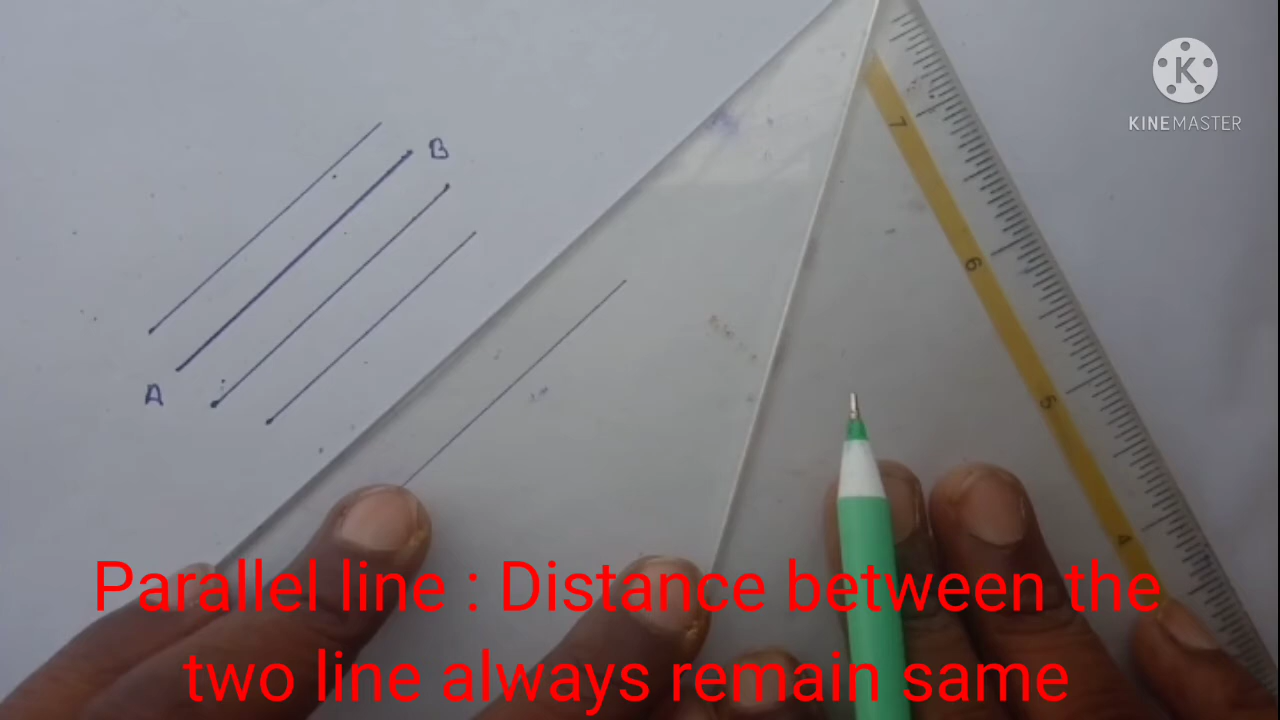 KINEMASTER
B
A
7
6
5
4
Parallel line : Distance between the
two line always remain same